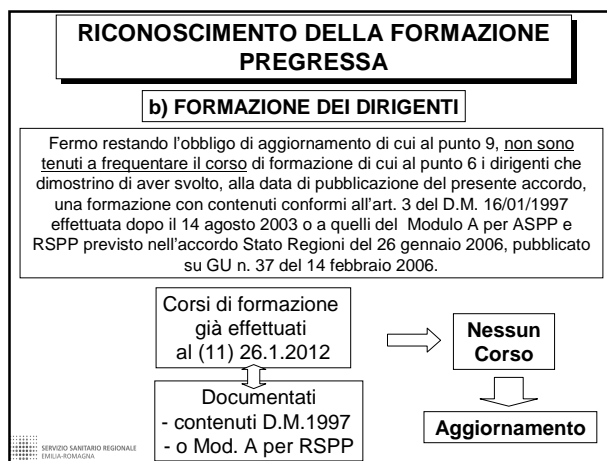 RICONOSCIMENTO DELLA FORMAZIONE
PREGRESSA
b) FORMAZIONE DEI DIRIGENTI
Fermo restando l'obbligo di aggiornamento di cui al punto 9, non sono
tenuti a frequentare il corso di formazione di cui al punto 6 i dirigenti che
dimostrino di aver svolto, alla data di pubblicazione del presente accordo,
una formazione con contenuti conformi all'art. 3 del D.M. 16/01/1997
effettuata dopo il 14 agosto 2003 o a quelli del Modulo A per ASPP e
RSPP previsto nell'accordo Stato Regioni del 26 gennaio 2006, pubblicato
su GU n. 37 del 14 febbraio 2006.
Corsi di formazione
già effettuati
al (11) 26.1.2012
Nessun
Corso
Documentati
- contenuti D.M.1997
- o Mod. A per RSPP
Aggiornamento
SERVIZIO SANITARIO REGIONALE
EMILIA-ROMAGNA